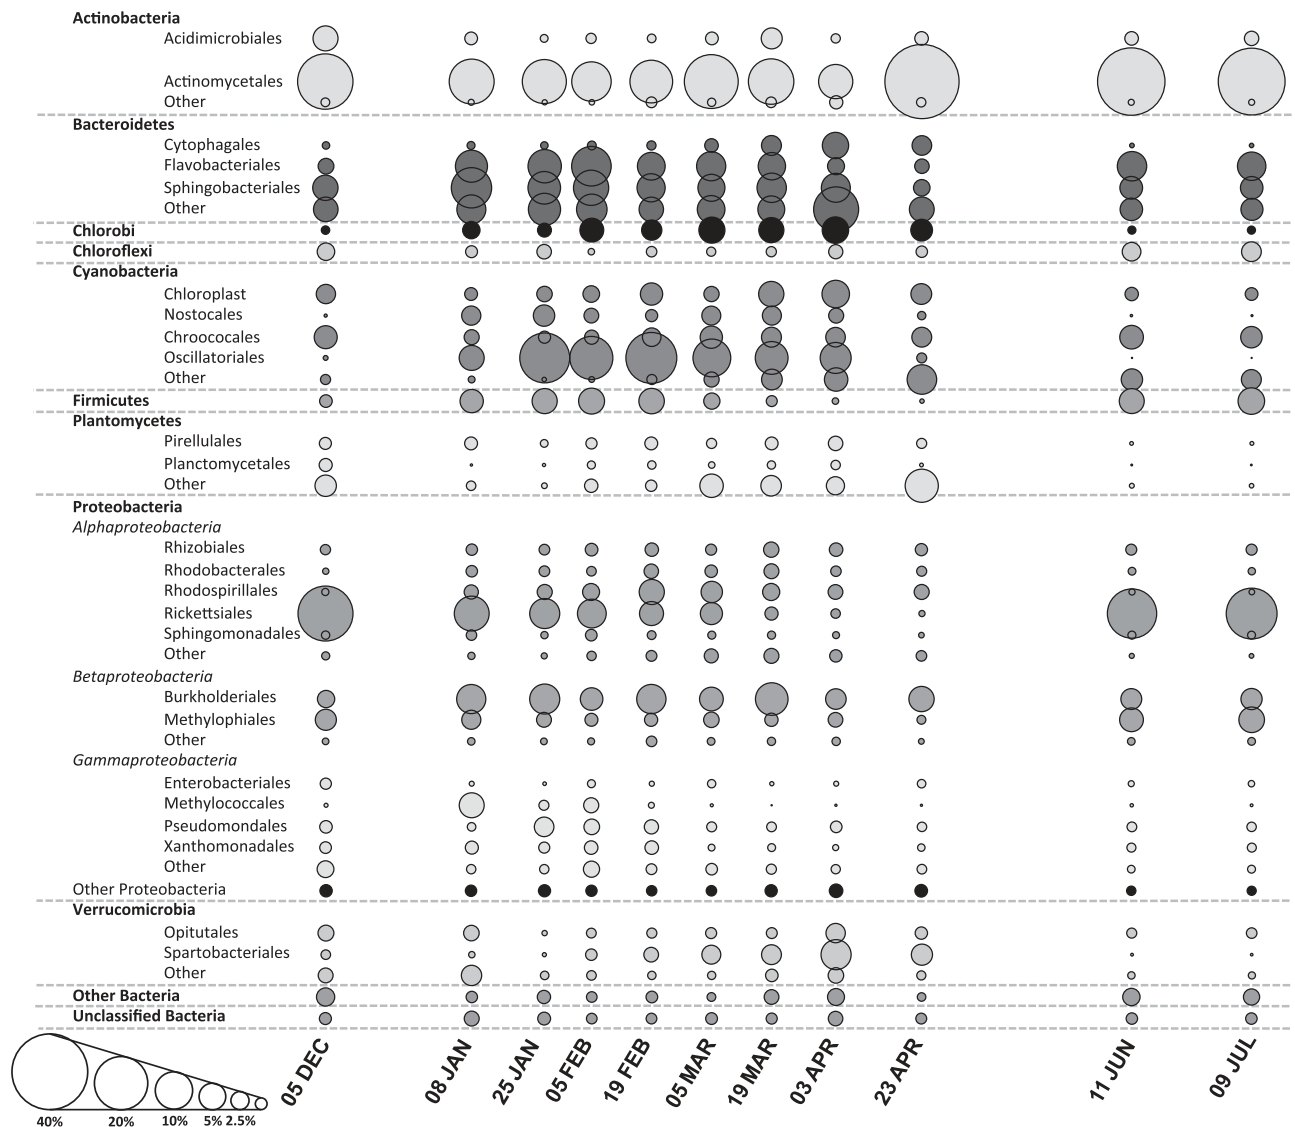 Actinobacteria
Acidimicrobiales
Actinomycetales
Other
Bacteroidetes
Cytophagales
Flavobacteriales
Sphingobacteriales
Other
Chlorobi
Chloroflexi
Cyanobacteria
Chloroplast
Nostocales
Chroococales
Oscillatoriales
Other
Firmicutes
Plantomycetes
Pirellulales
Planctomycetales
Other
Proteobacteria
Alphaproteobacteria
Rhizobiales
Rhodobacterales
Rhodospirillales
Rickettsiales
Sphingomonadales
Other
Betaproteobacteria
Burkholderiales
Methylophiales
Other
Gammaproteobacteria
Enterobacteriales
Methylococcales
Pseudomondales
Xanthomonadales
Other
Other Proteobacteria
Verrucomicrobia
Opitutales
Spartobacteriales
Other
Other Bacteria
Unclassified Bacteria
05 DEC 08 JAN 25 JAN 05 FEB 19 FEB 05 MAR 19 MAR 03 APR 23 APR 11 JUN 09 JUL
40% 20% 10% 5% 2.5%